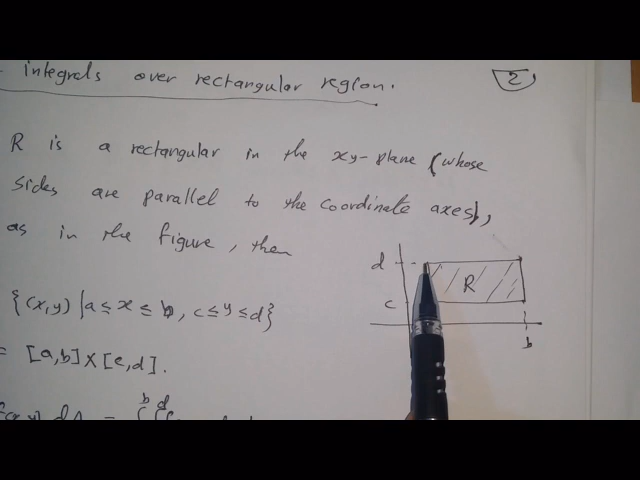 integrals over rectangular region.
2
R is a rectangular in the xy-plane (whose
sides are parallel to the coordinate axes),
as in the figure, then
{(x,y) | a ≤ x ≤ b, c ≤ y ≤ d}
= [a,b] × [c,d].
b d
d
R
c
b